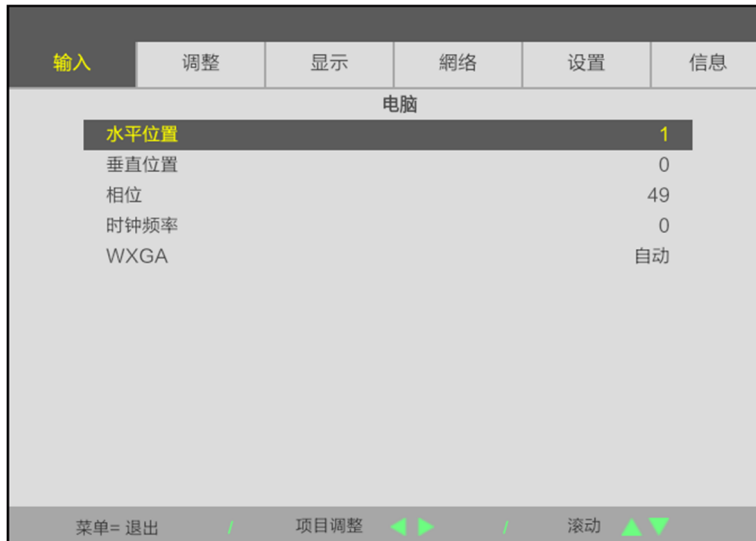 输入 调整 显示 網络 设置 信息
电脑
水平位置 1
垂直位置 0
相位 49
时钟频率 0
WXGA 自动
菜单= 退出 / 项目调整 ◀ ▶ / 滚动 ▲ ▼